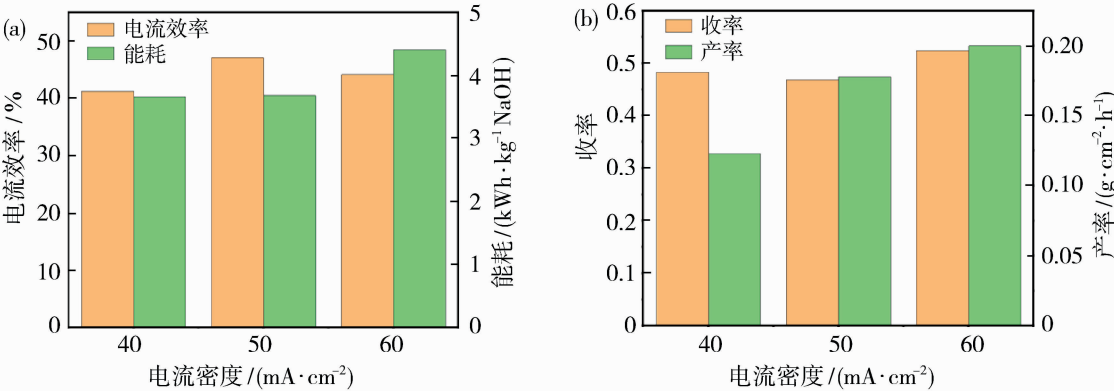 (a)
电流效率
能耗
50
40
30
20
10
0
5
4
3
2
1
0
40
50
60
电流效率/%
能耗/(kWh·kg⁻¹ NaOH)
电流密度/(mA·cm⁻²)
(b)
收率
产率
0.6
0.5
0.4
0.3
0.2
0.1
0
0.20
0.15
0.10
0.05
0
40
50
60
收率
产率/(g·cm⁻²·h⁻¹)
电流密度/(mA·cm⁻²)